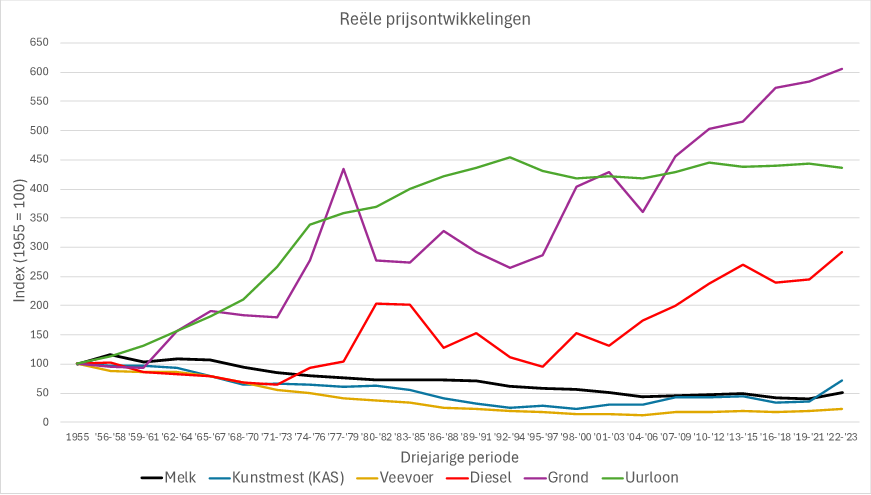 Reële prijsontwikkelingen
650
600
550
500
450
400
350
300
250
200
150
100
50
0
Index (1955 = 100)
1955 '56-'58 '59-'61 '62-'64 '65-'67 '68-'70 '71-'73 '74-'76 '77-'79 '80-'82 '83-'85 '86-'88 '89-'91 '92-'94 '95-'97 '98-'00 '01-'03 '04-'06 '07-'09 '10-'12 '13-'15 '16-'18 '19-'21 '22-'23
Driejarige periode
Melk Kunstmest (KAS) Veevoer Diesel Grond Uurloon